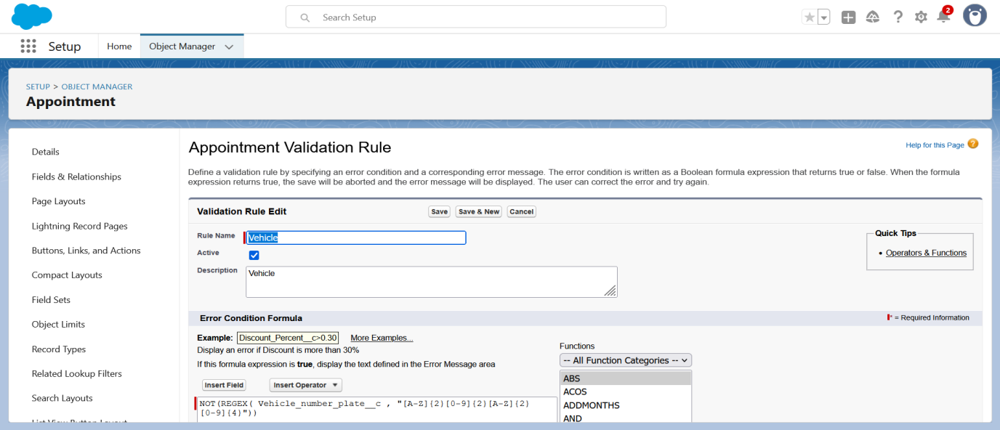 Search Setup
2
Setup
Home
Object Manager
SETUP > OBJECT MANAGER
Appointment
Details
Fields & Relationships
Page Layouts
Lightning Record Pages
Buttons, Links, and Actions
Compact Layouts
Field Sets
Object Limits
Record Types
Related Lookup Filters
Search Layouts
List View Button Layout
Appointment Validation Rule
Help for this Page
Define a validation rule by specifying an error condition and a corresponding error message. The error condition is written as a Boolean formula expression that returns true or false. When the formula
expression returns true, the save will be aborted and the error message will be displayed. The user can correct the error and try again.
Validation Rule Edit
Save
Save & New
Cancel
Rule Name
Vehicle
Active
Description
Vehicle
Quick Tips
• Operators & Functions
Error Condition Formula
* = Required Information
Example: Discount_Percent__c>0.30 More Examples...
Display an error if Discount is more than 30%
If this formula expression is true, display the text defined in the Error Message area
Insert Field
Insert Operator
NOT(REGEX( Vehicle_number_plate__c , "[A-Z]{2}[0-9]{2}[A-Z]{2}
[0-9]{4}"))
Functions
-- All Function Categories --
ABS
ACOS
ADDMONTHS
AND